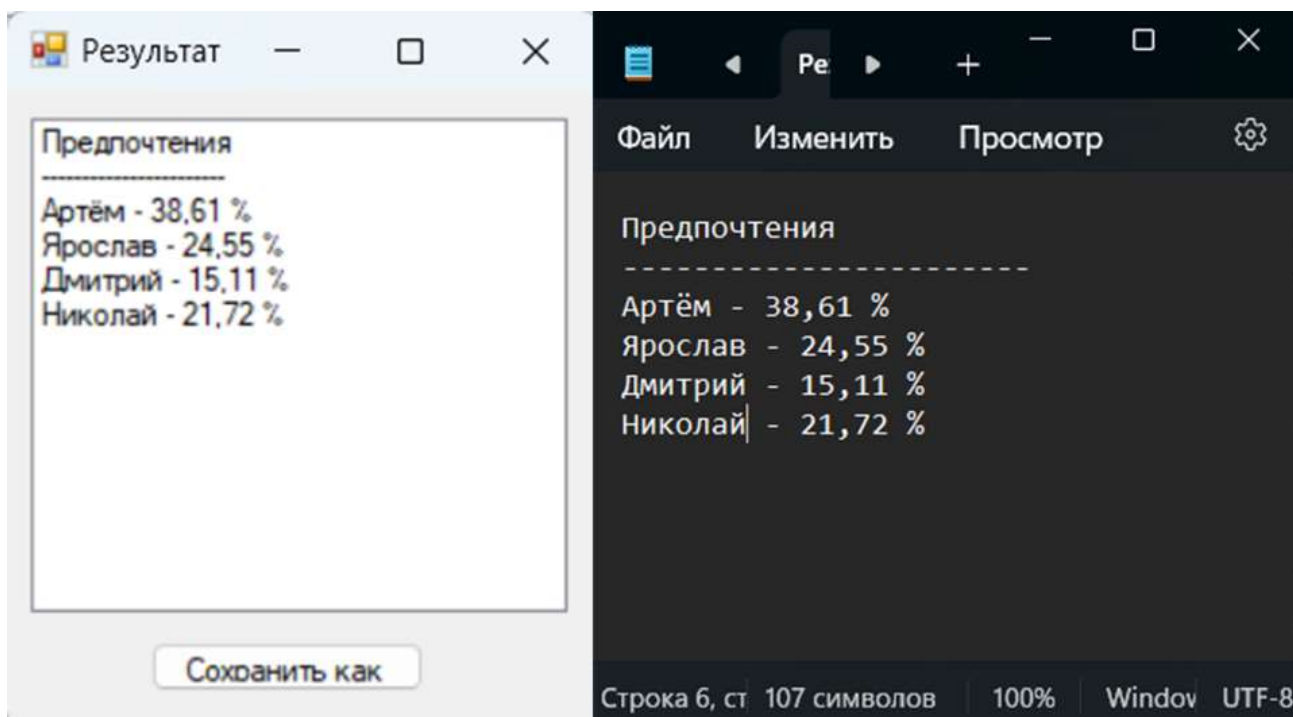 Результат
Предпочтения
-----------------------
Артём - 38,61 %
Ярослав - 24,55 %
Дмитрий - 15,11 %
Николай - 21,72 %
Сохранить как
Ре
Файл Изменить Просмотр
Предпочтения
-----------------------
Артём - 38,61 %
Ярослав - 24,55 %
Дмитрий - 15,11 %
Николай - 21,72 %
Строка 6, ст 107 символов 100% Window UTF-8